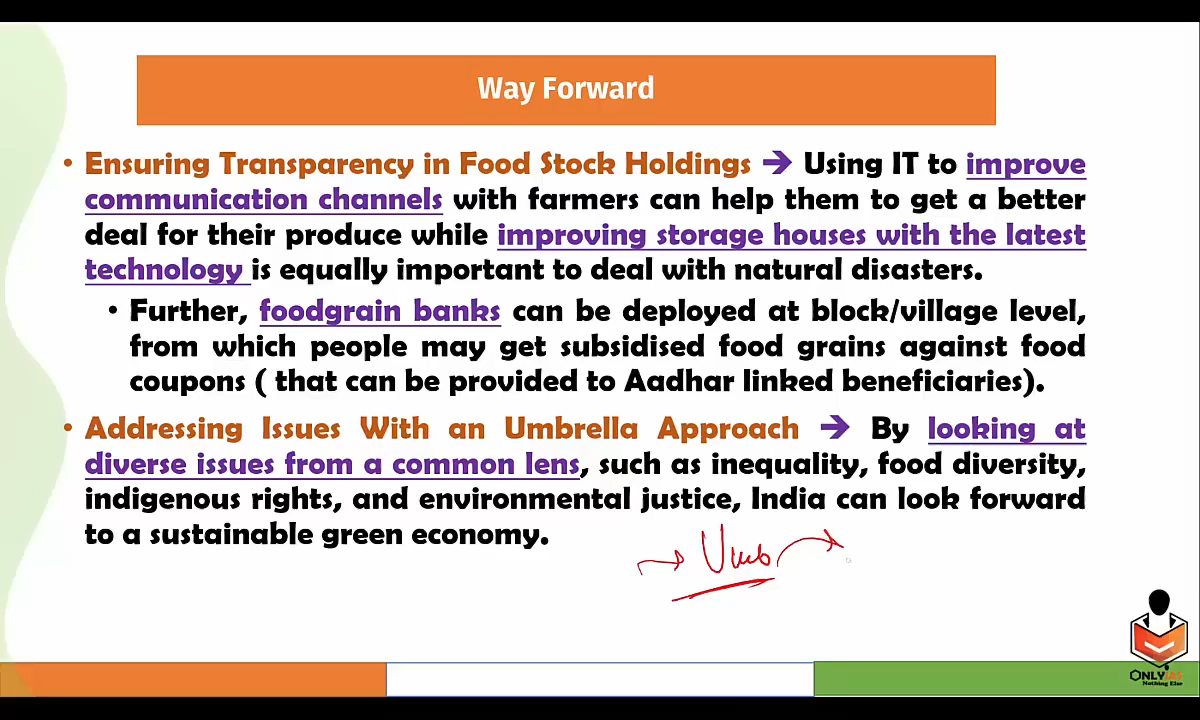 Way Forward
• Ensuring Transparency in Food Stock Holdings → Using IT to improve
communication channels with farmers can help them to get a better
deal for their produce while improving storage houses with the latest
technology is equally important to deal with natural disasters.
• Further, foodgrain banks can be deployed at block/village level,
from which people may get subsidised food grains against food
coupons ( that can be provided to Aadhar linked beneficiaries).
• Addressing Issues With an Umbrella Approach → By looking at
diverse issues from a common lens, such as inequality, food diversity,
indigenous rights, and environmental justice, India can look forward
to a sustainable green economy.
→ Umb →
ONLYIAS
Nothing Else